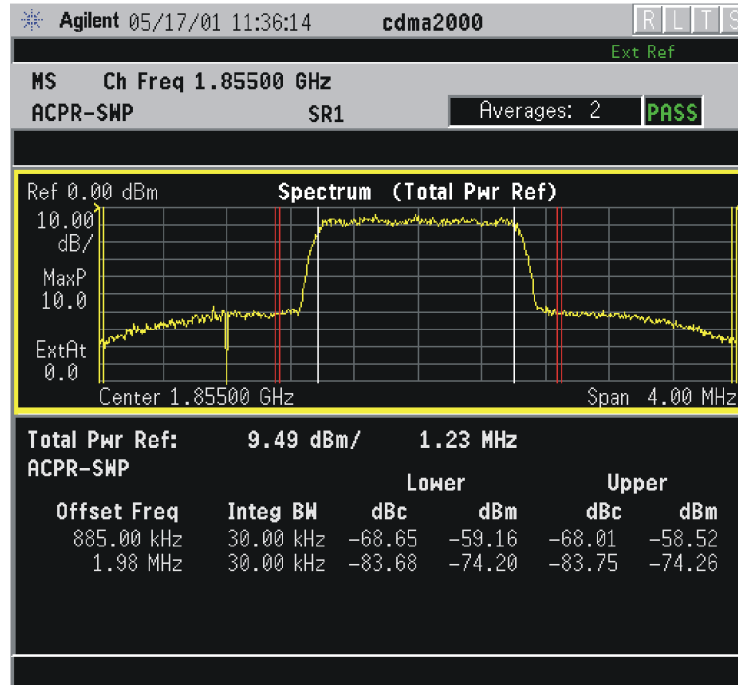 Agilent 05/17/01 11:36:14 cdma2000 R L T S
Ext Ref
MS Ch Freq 1.85500 GHz
ACPR-SWP SR1 Averages: 2 PASS
Ref 0.00 dBm Spectrum (Total Pwr Ref)
10.00
dB/
MaxP
10.0
ExtAt
0.0
Center 1.85500 GHz Span 4.00 MHz
Total Pwr Ref: 9.49 dBm/ 1.23 MHz
ACPR-SWP
Lower Upper
Offset Freq Integ BW dBc dBm dBc dBm
885.00 kHz 30.00 kHz -68.65 -59.16 -68.01 -58.52
1.98 MHz 30.00 kHz -83.68 -74.20 -83.75 -74.26